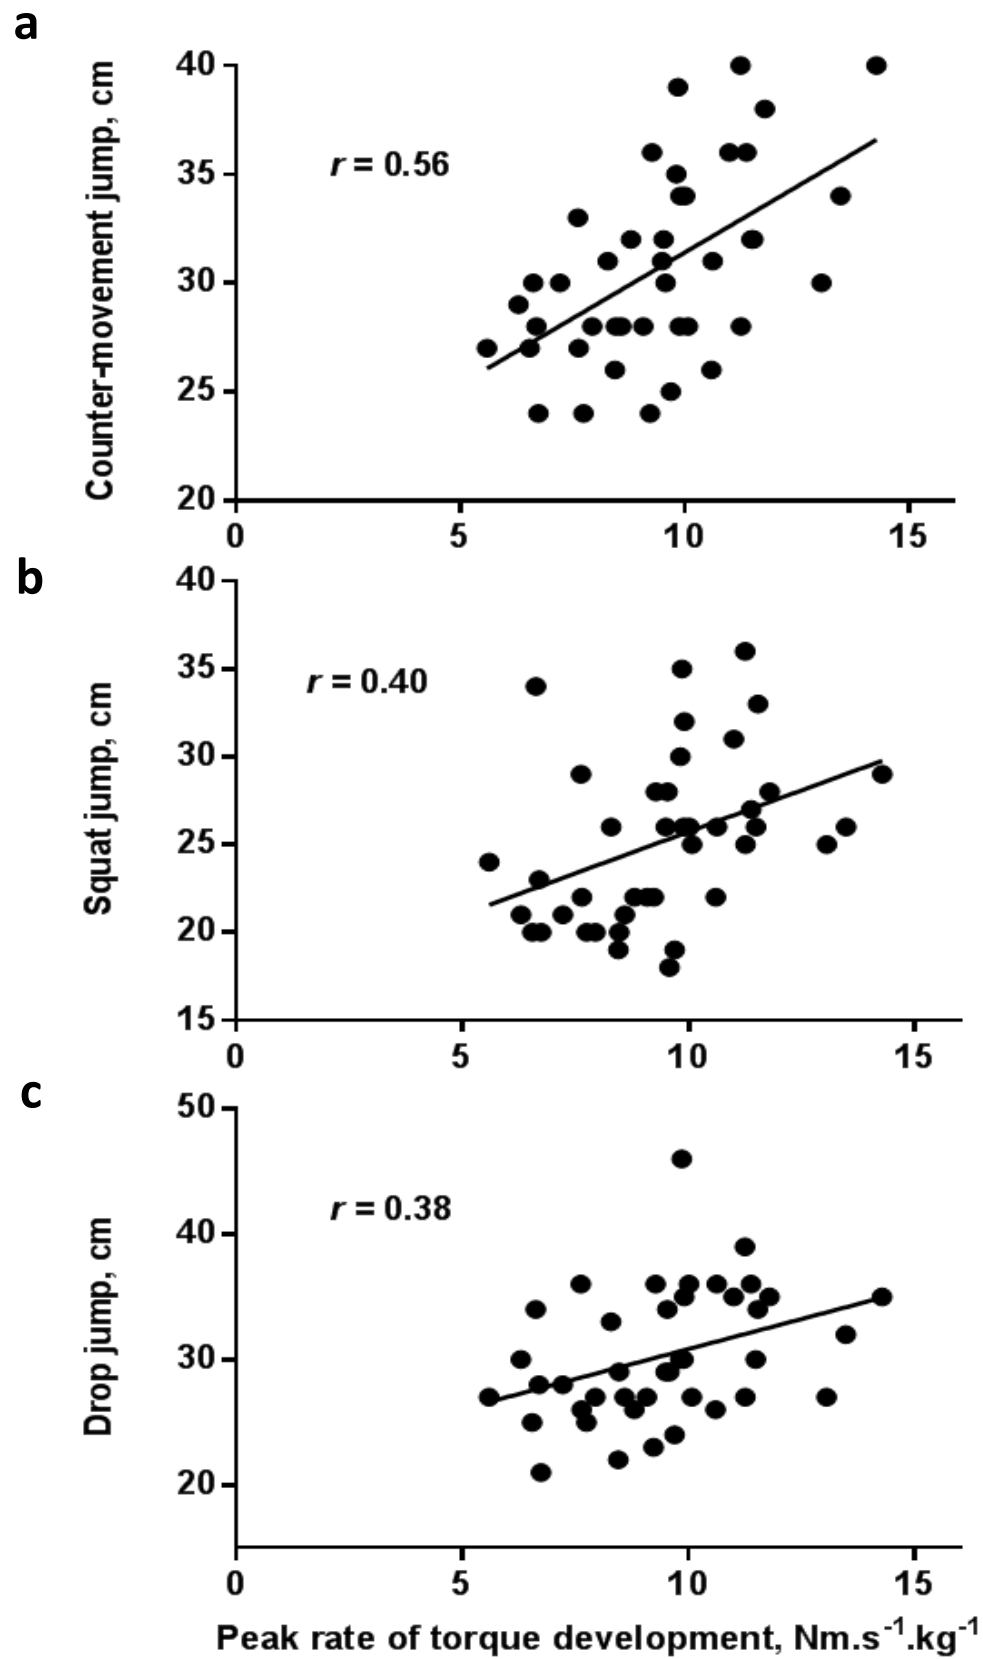 a
Counter-movement jump, cm
40
35
30
25
20
r = 0.56
0 5 10 15
b
Squat jump, cm
40
35
30
25
20
15
r = 0.40
0 5 10 15
c
Drop jump, cm
50
40
30
20
r = 0.38
0 5 10 15
Peak rate of torque development, Nm.s⁻¹.kg⁻¹